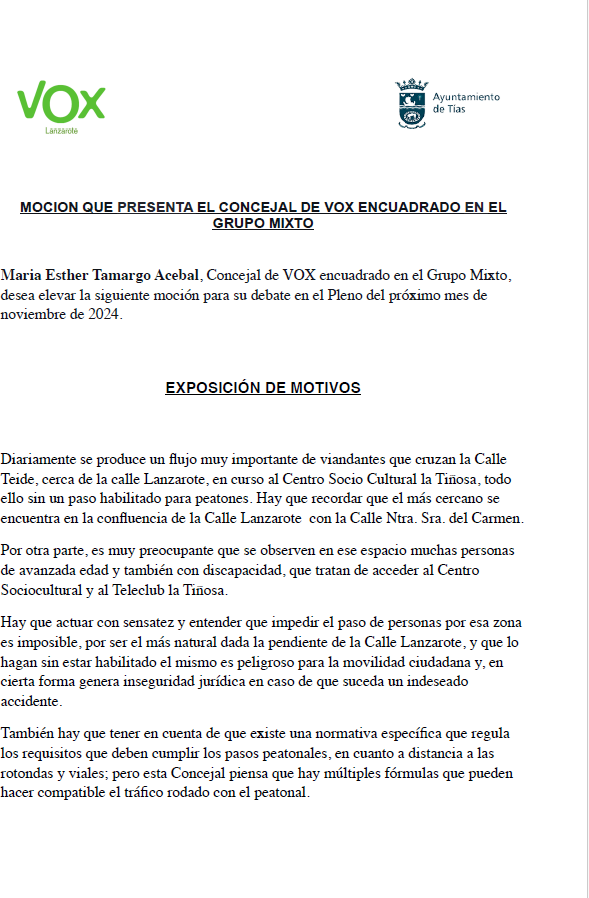 VOX
Lanzarote
Ayuntamiento
de Tías
MOCION QUE PRESENTA EL CONCEJAL DE VOX ENCUADRADO EN EL
GRUPO MIXTO
Maria Esther Tamargo Acebal, Concejal de VOX encuadrado en el Grupo Mixto,
desea elevar la siguiente moción para su debate en el Pleno del próximo mes de
noviembre de 2024.
EXPOSICIÓN DE MOTIVOS
Diariamente se produce un flujo muy importante de viandantes que cruzan la Calle
Teide, cerca de la calle Lanzarote, en curso al Centro Socio Cultural la Tiñosa, todo
ello sin un paso habilitado para peatones. Hay que recordar que el más cercano se
encuentra en la confluencia de la Calle Lanzarote  con la Calle Ntra. Sra. del Carmen.
Por otra parte, es muy preocupante que se observen en ese espacio muchas personas
de avanzada edad y también con discapacidad, que tratan de acceder al Centro
Sociocultural y al Teleclub la Tiñosa.
Hay que actuar con sensatez y entender que impedir el paso de personas por esa zona
es imposible, por ser el más natural dada la pendiente de la Calle Lanzarote, y que lo
hagan sin estar habilitado el mismo es peligroso para la movilidad ciudadana y, en
cierta forma genera inseguridad jurídica en caso de que suceda un indeseado
accidente.
También hay que tener en cuenta de que existe una normativa específica que regula
los requisitos que deben cumplir los pasos peatonales, en cuanto a distancia a las
rotondas y viales; pero esta Concejal piensa que hay múltiples fórmulas que pueden
hacer compatible el tráfico rodado con el peatonal.